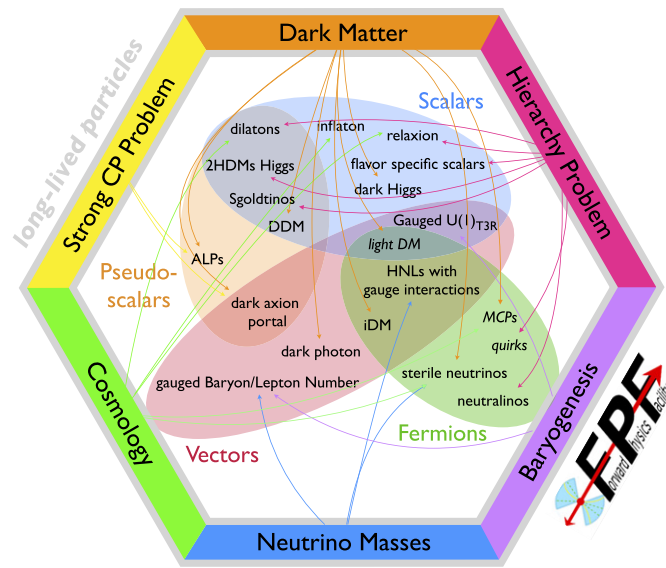 Dark Matter
long-lived particles
Strong CP Problem
Hierarchy Problem
Scalars
dilatons
inflaton
relaxion
2HDMs Higgs
flavor specific scalars
dark Higgs
Sgoldtinos
DDM
Gauged U(1)T3R
light DM
ALPs
HNLs with
gauge interactions
Pseudo-
scalars
dark axion
portal
iDM
MCPs
quirks
dark photon
sterile neutrinos
gauged Baryon/Lepton Number
neutralinos
Cosmology
Fermions
Vectors
Baryogenesis
FPF
Forward Physics
Neutrino Masses